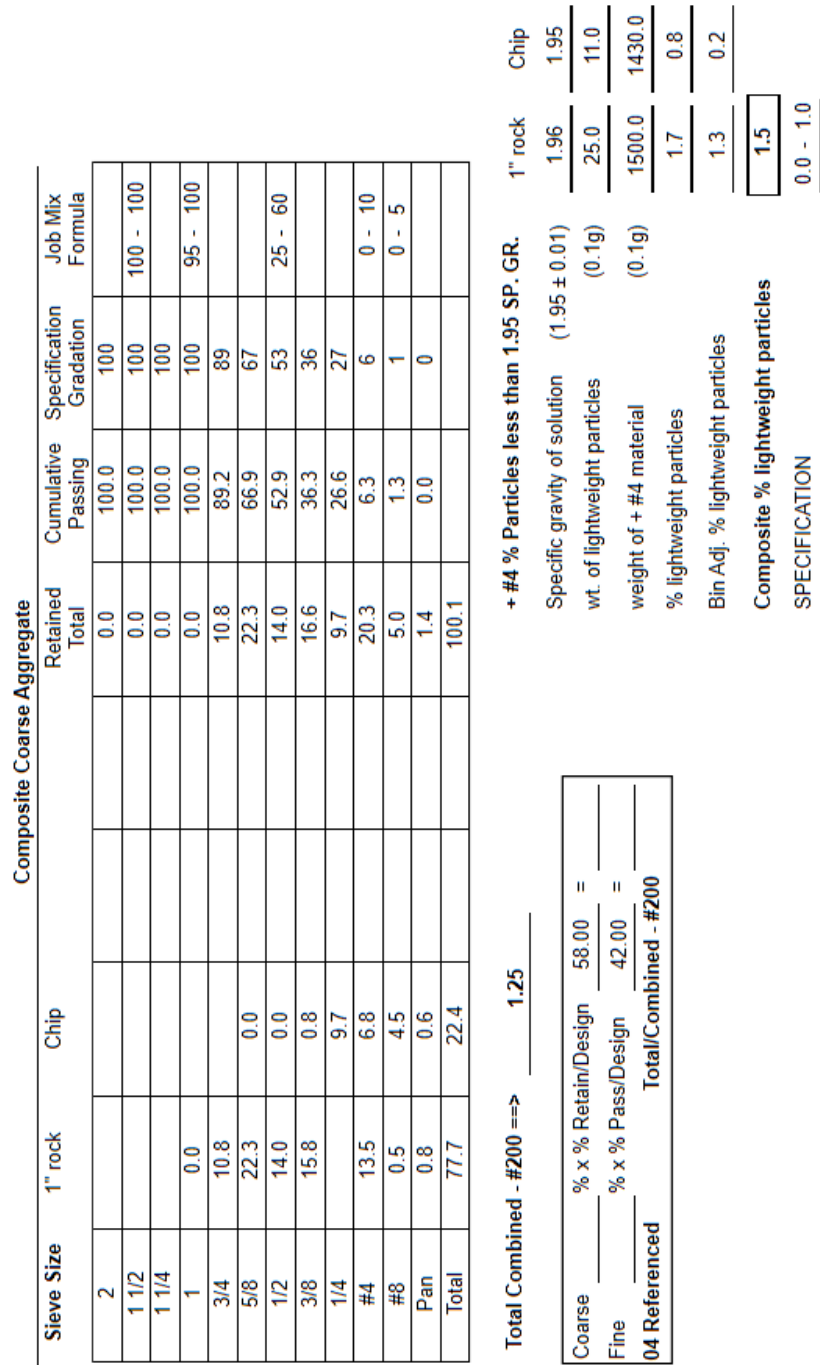 Composite Coarse Aggregate
Sieve Size 1" rock Chip Retained Total Cumulative Passing Specification Gradation Job Mix Formula
2 0.0 100.0 100
1 1/2 0.0 100.0 100 100 - 100
1 1/4 0.0 100.0 100
1 0.0 0.0 100.0 100 95 - 100
3/4 10.8 10.8 89.2 89
5/8 22.3 0.0 22.3 66.9 67
1/2 14.0 0.0 14.0 52.9 53 25 - 60
3/8 15.8 0.8 16.6 36.3 36
1/4 9.7 9.7 26.6 27
#4 13.5 6.8 20.3 6.3 6 0 - 10
#8 0.5 4.5 5.0 1.3 1 0 - 5
Pan 0.8 0.6 1.4 0.0 0
Total 77.7 22.4 100.1
Total Combined - #200 ==> 1.25
Coarse % x % Retain/Design 58.00 =
Fine % x % Pass/Design 42.00 =
04 Referenced Total/Combined - #200
+ #4 % Particles less than 1.95 SP. GR. 1" rock Chip
Specific gravity of solution (1.95 ± 0.01) 1.96 1.95
wt. of lightweight particles (0.1g) 25.0 11.0
weight of + #4 material (0.1g) 1500.0 1430.0
% lightweight particles 1.7 0.8
Bin Adj. % lightweight particles 1.3 0.2
Composite % lightweight particles 1.5
SPECIFICATION 0.0 - 1.0